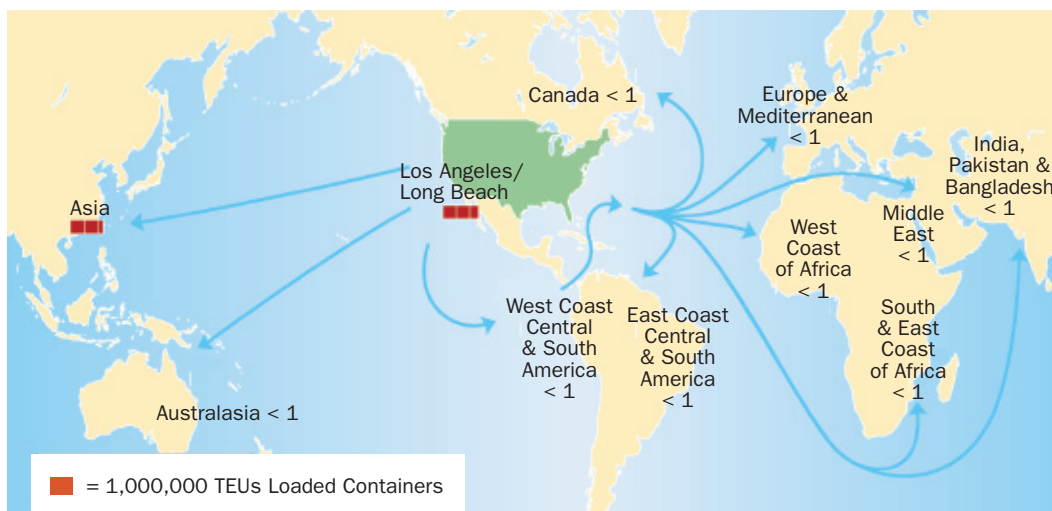 Canada < 1
Europe &
Mediterranean
< 1
India,
Pakistan &
Bangladesh
< 1
Los Angeles/
Long Beach
Asia
Middle
East
< 1
West
Coast
of Africa
< 1
West Coast
Central
& South
America
< 1
East Coast
Central
& South
America
< 1
South
& East
Coast
of Africa
< 1
Australasia < 1
= 1,000,000 TEUs Loaded Containers